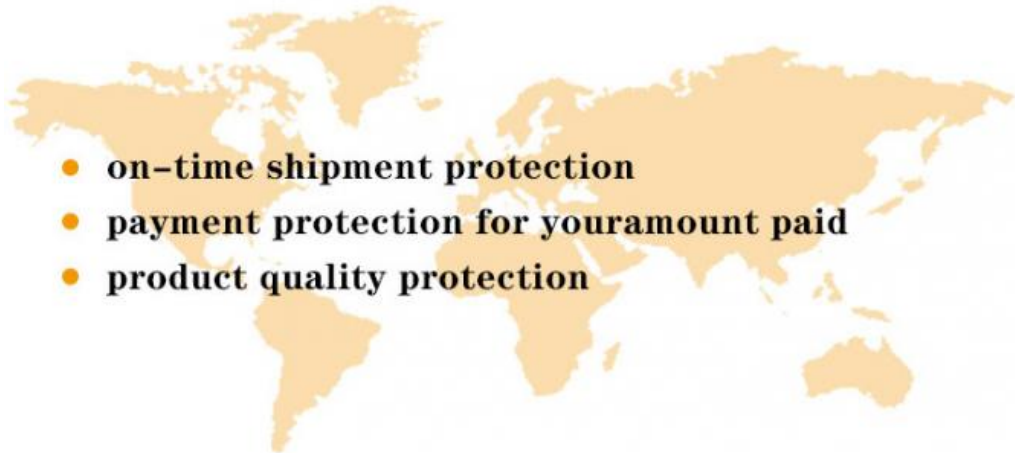 on-time shipment protection
payment protection for youramount paid
product quality protection